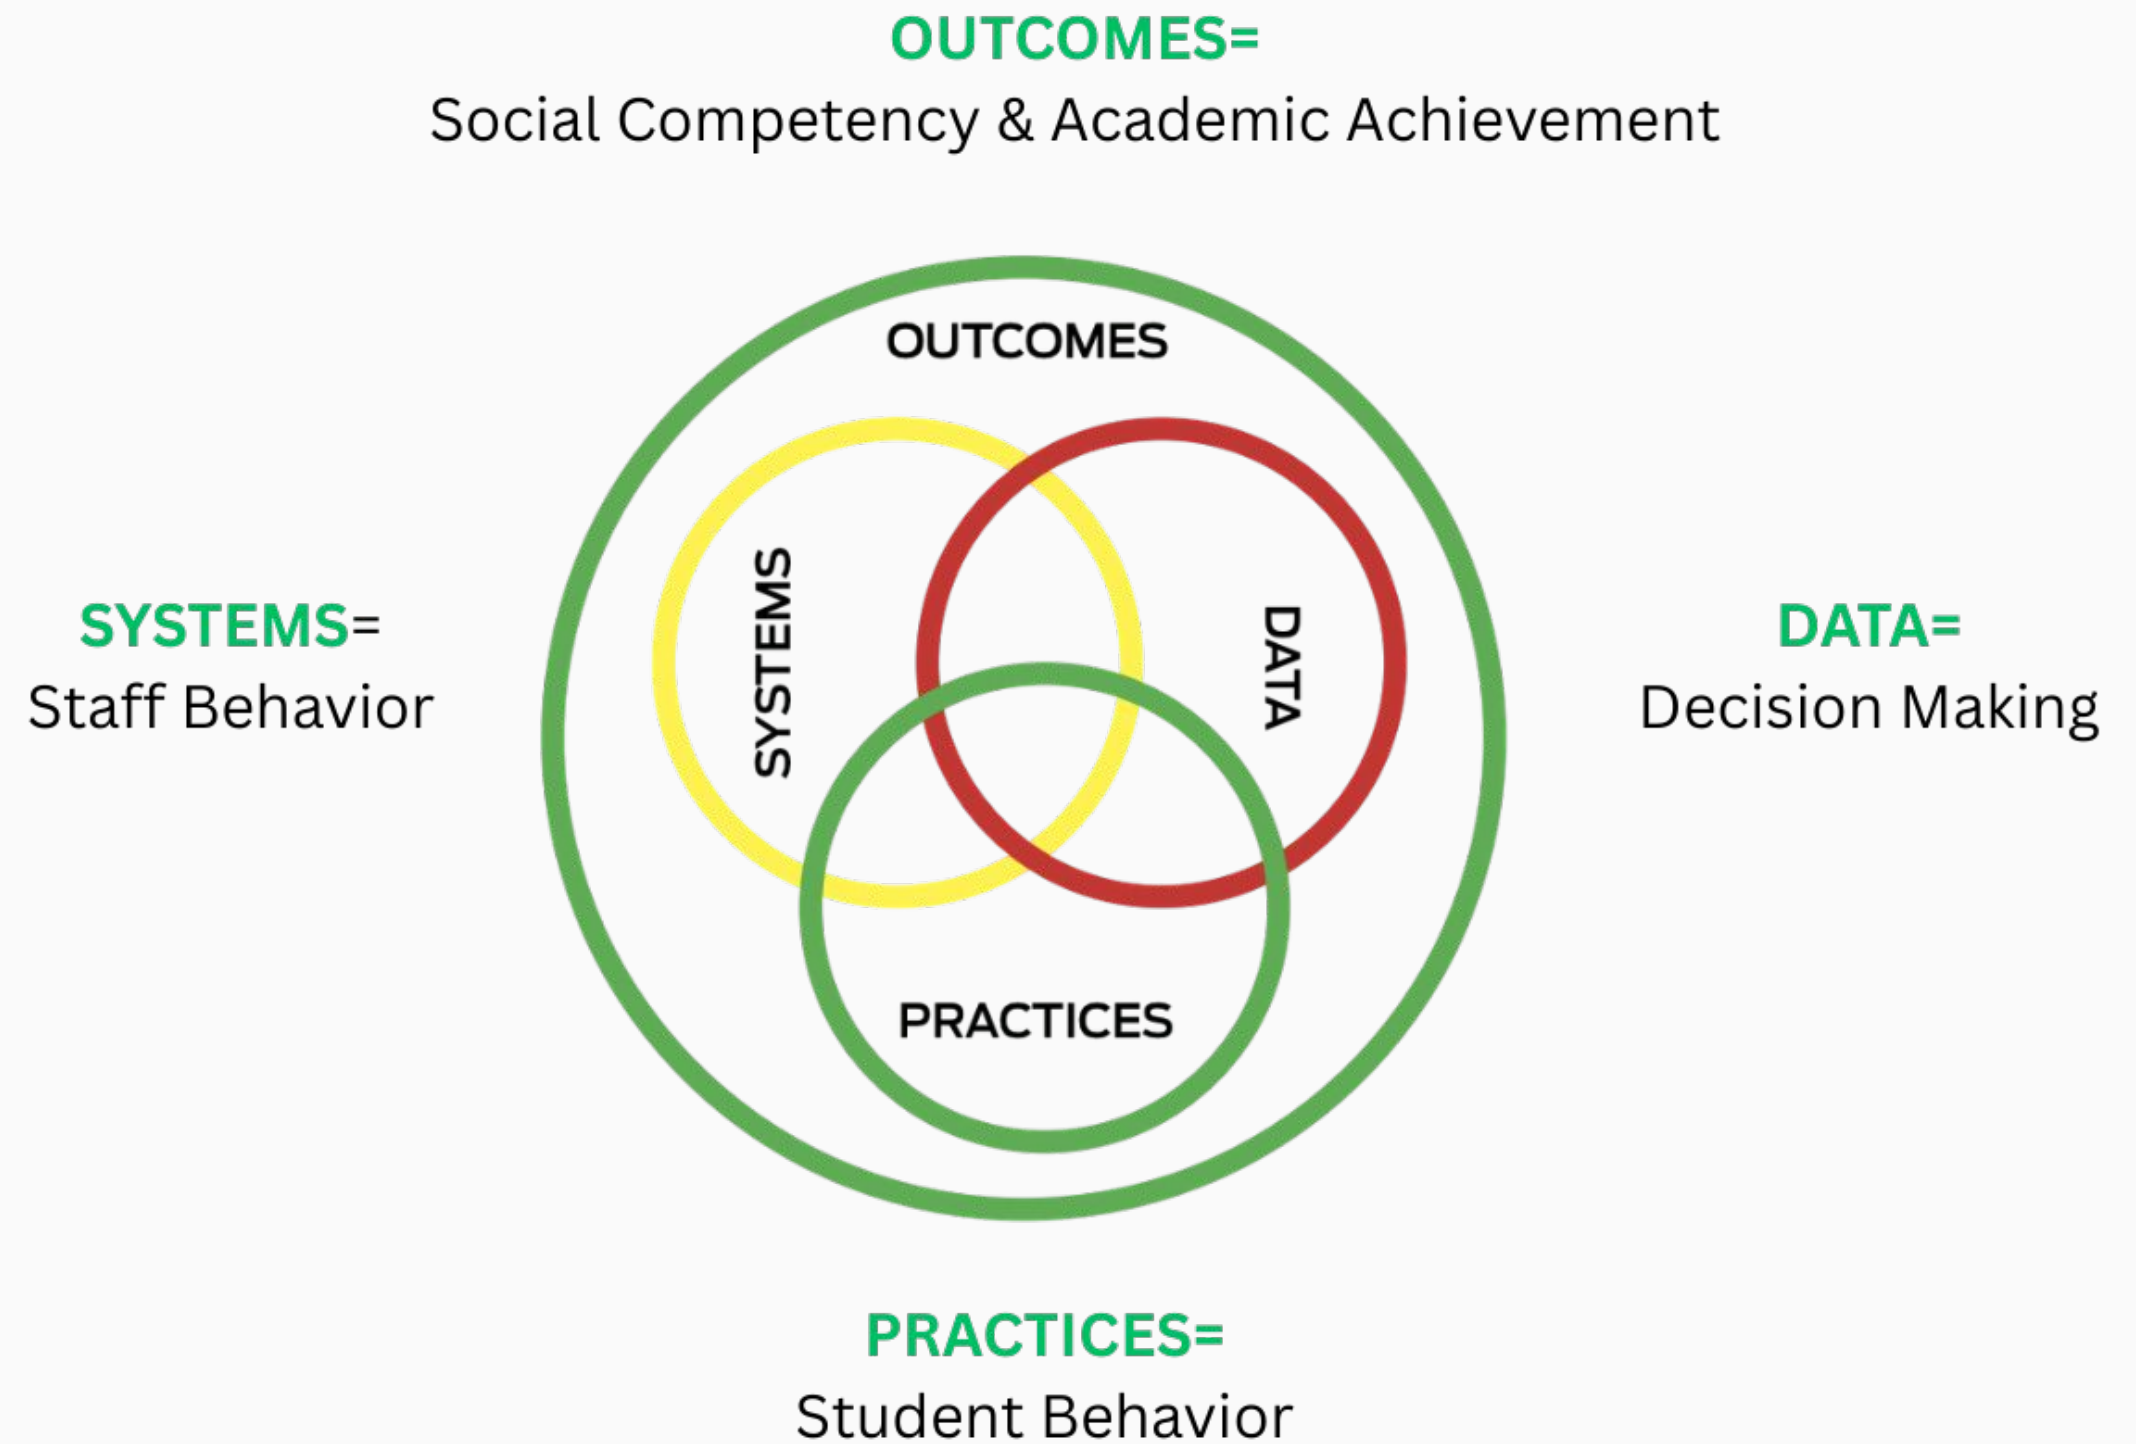 OUTCOMES=
Social Competency & Academic Achievement
OUTCOMES
SYSTEMS=
Staff Behavior
SYSTEMS
DATA
DATA=
Decision Making
PRACTICES
PRACTICES=
Student Behavior